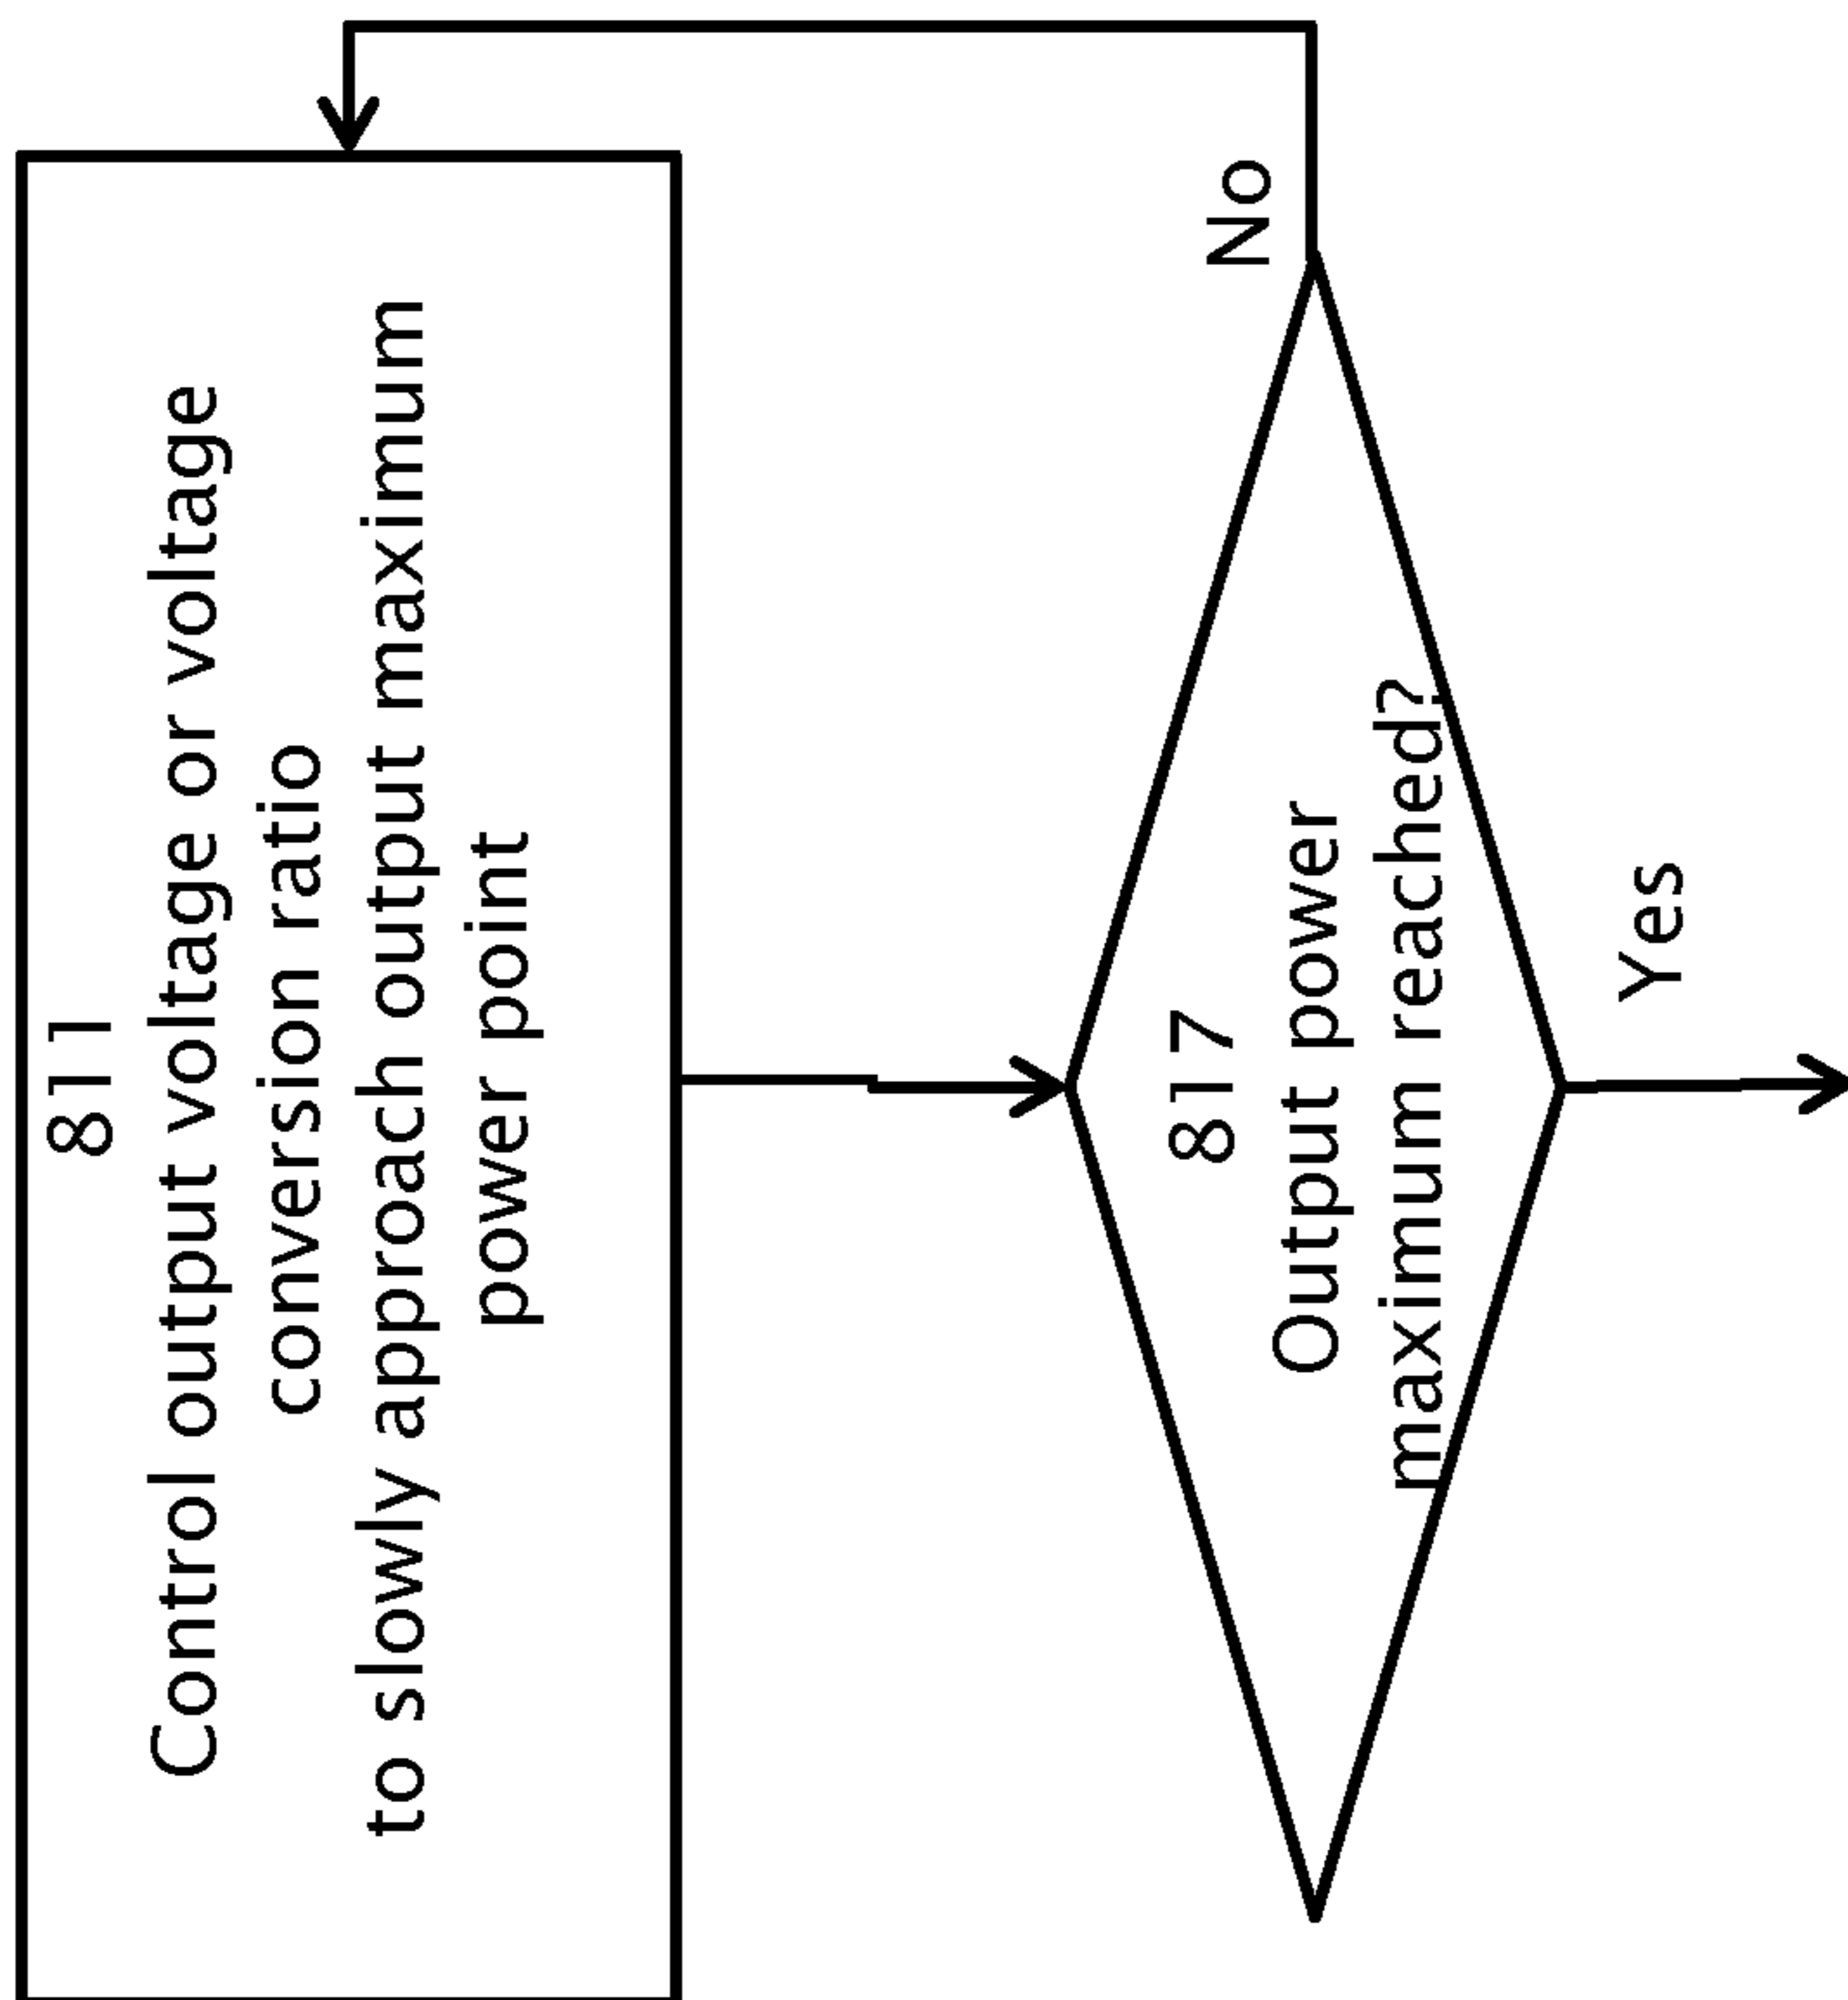 811
Control output voltage or voltage
conversion ratio
to slowly approach output maximum
power point
817
Output power
maximum reached?
No
Yes